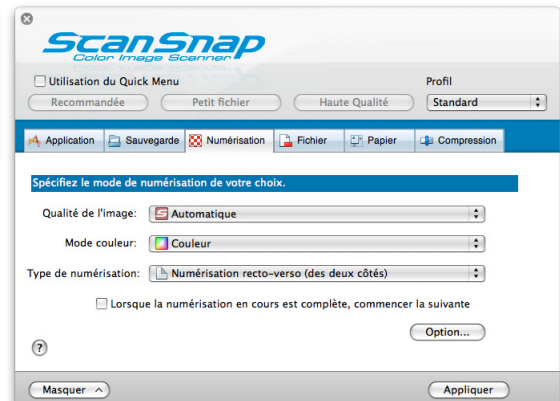 ScanSnap
Color Image Scanner
Utilisation du Quick Menu
Profil
Recommandée
Petit fichier
Haute Qualité
Standard
Application
Sauvegarde
Numérisation
Fichier
Papier
Compression
Spécifiez le mode de numérisation de votre choix.
Qualité de l'image:
Automatique
Mode couleur:
Couleur
Type de numérisation:
Numérisation recto-verso (des deux côtés)
Lorsque la numérisation en cours est complète, commencer la suivante
Option...
?
Masquer
Appliquer